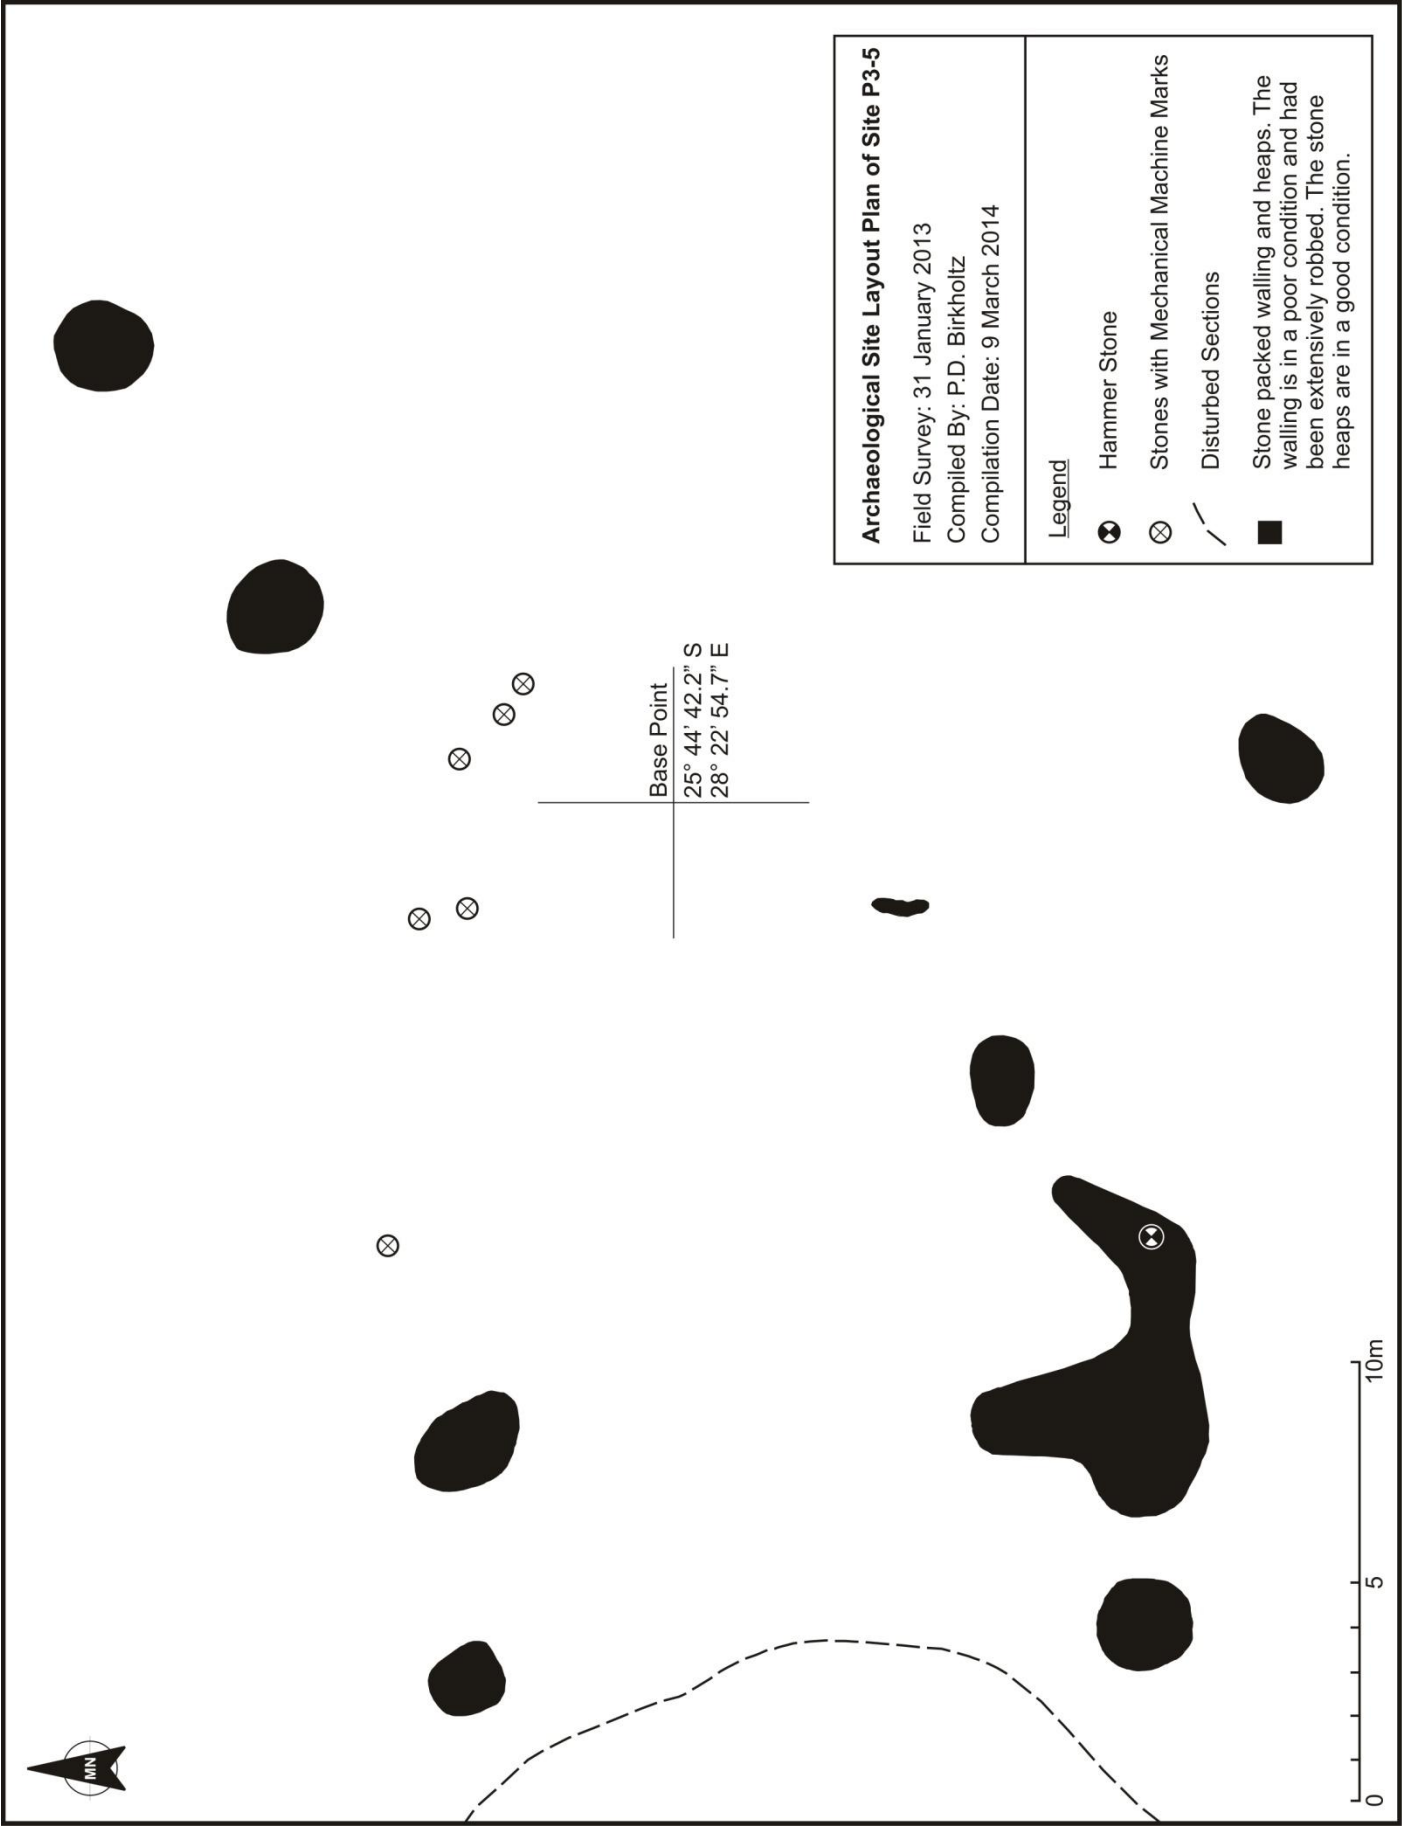 MN
Base Point
25° 44' 42.2" S
28° 22' 54.7" E
Archaeological Site Layout Plan of Site P3-5
Field Survey: 31 January 2013
Compiled By: P.D. Birkholtz
Compilation Date: 9 March 2014
Legend
Hammer Stone
Stones with Mechanical Machine Marks
Disturbed Sections
Stone packed walling and heaps. The
walling is in a poor condition and had
been extensively robbed. The stone
heaps are in a good condition.
0 5 10m